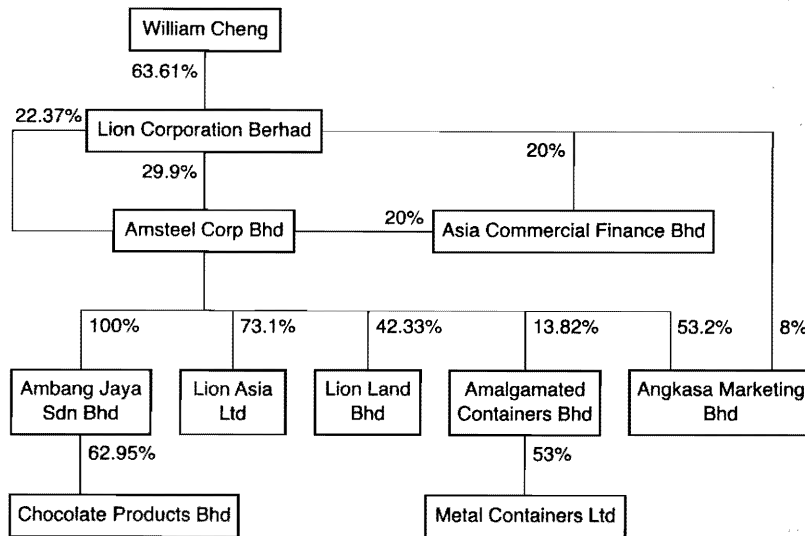 William Cheng
63.61%
22.37%
Lion Corporation Berhad
20%
29.9%
Amsteel Corp Bhd
20%
Asia Commercial Finance Bhd
100%
73.1%
42.33%
13.82%
53.2%
8%
Ambang Jaya
Sdn Bhd
Lion Asia
Ltd
Lion Land
Bhd
Amalgamated
Containers Bhd
Angkasa Marketing
Bhd
62.95%
53%
Chocolate Products Bhd
Metal Containers Ltd